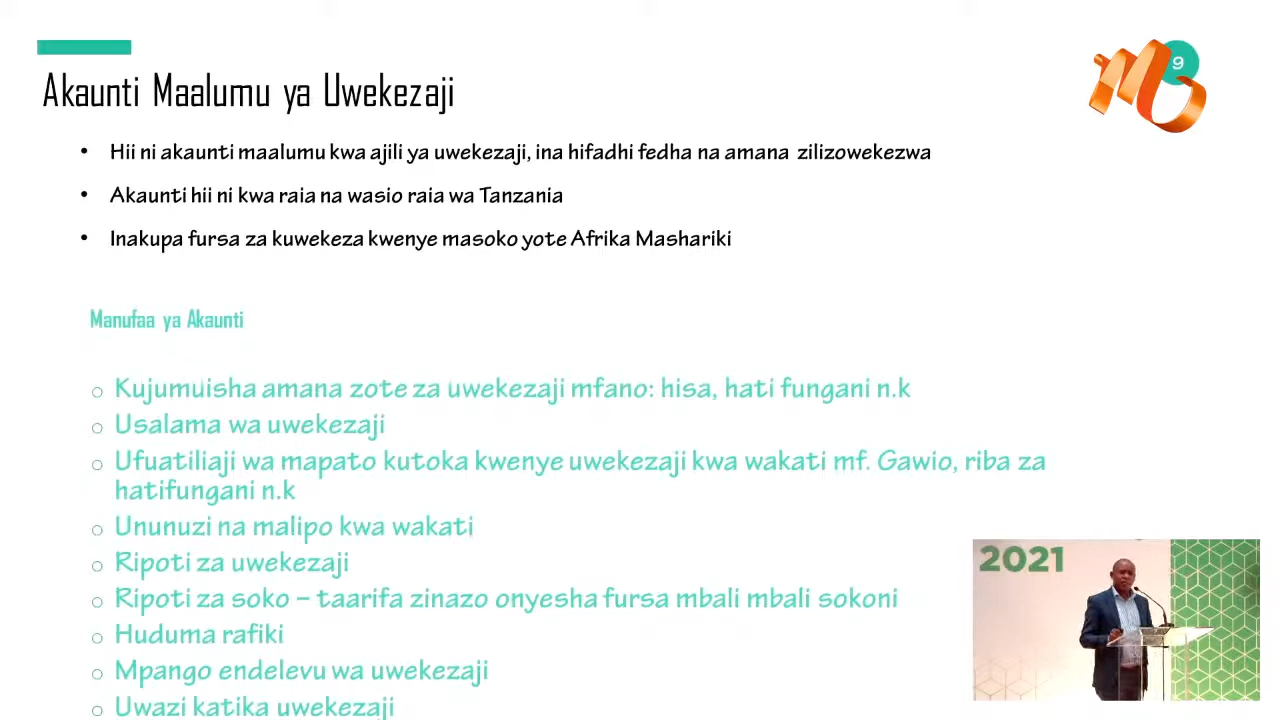 9
Akaunti Maalumu ya Uwekezaji
• Hii ni akaunti maalumu kwa ajili ya uwekezaji, ina hifadhi fedha na amana zilizowekezwa
• Akaunti hii ni kwa raia na wasio raia wa Tanzania
• Inakupa fursa za kuwekeza kwenye masoko yote Afrika Mashariki
Manufaa ya Akaunti
o Kujumuisha amana zote za uwekezaji mfano: hisa, hati fungani n.k
o Usalama wa uwekezaji
o Ufuatiliaji wa mapato kutoka kwenye uwekezaji kwa wakati mf. Gawio, riba za
hatifungani n.k
o Ununuzi na malipo kwa wakati
o Ripoti za uwekezaji
o Ripoti za soko – taarifa zinazo onyesha fursa mbali mbali sokoni
o Huduma rafiki
o Mpango endelevu wa uwekezaji
o Uwazi katika uwekezaji
2021